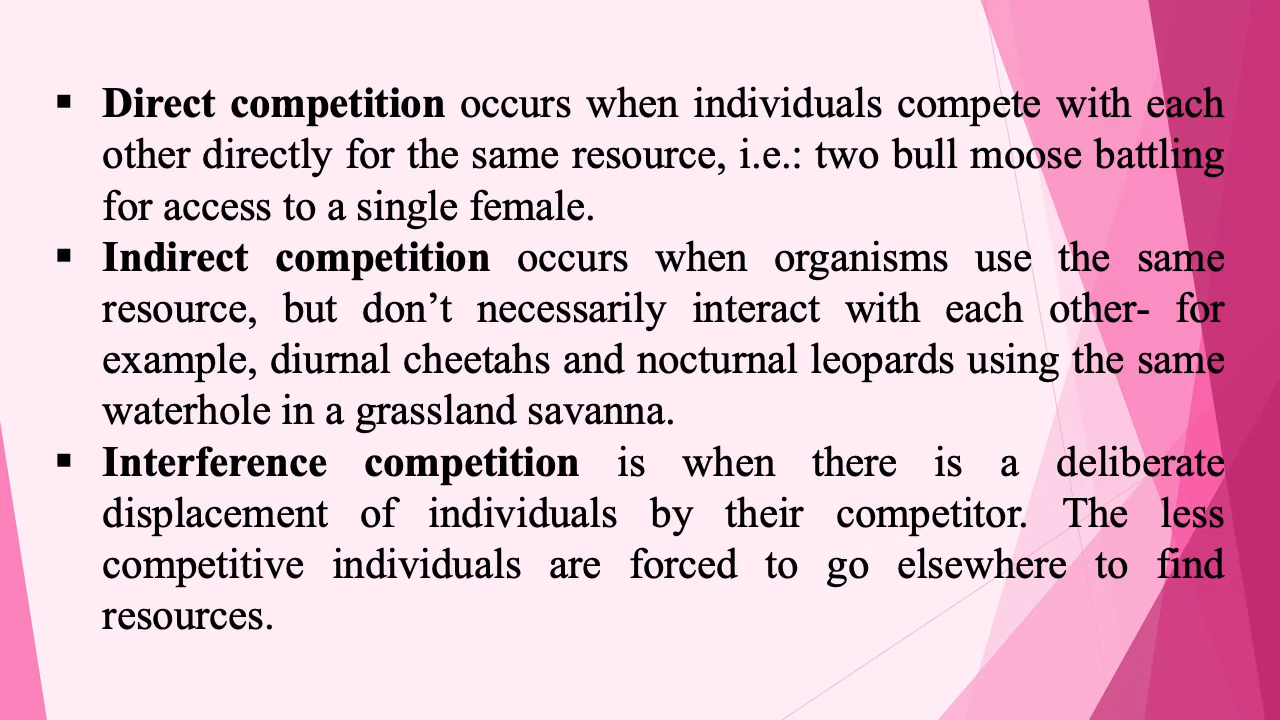 ▪ Direct competition occurs when individuals compete with each
other directly for the same resource, i.e.: two bull moose battling
for access to a single female.
▪ Indirect competition occurs when organisms use the same
resource, but don’t necessarily interact with each other- for
example, diurnal cheetahs and nocturnal leopards using the same
waterhole in a grassland savanna.
▪ Interference competition is when there is a deliberate
displacement of individuals by their competitor. The less
competitive individuals are forced to go elsewhere to find
resources.